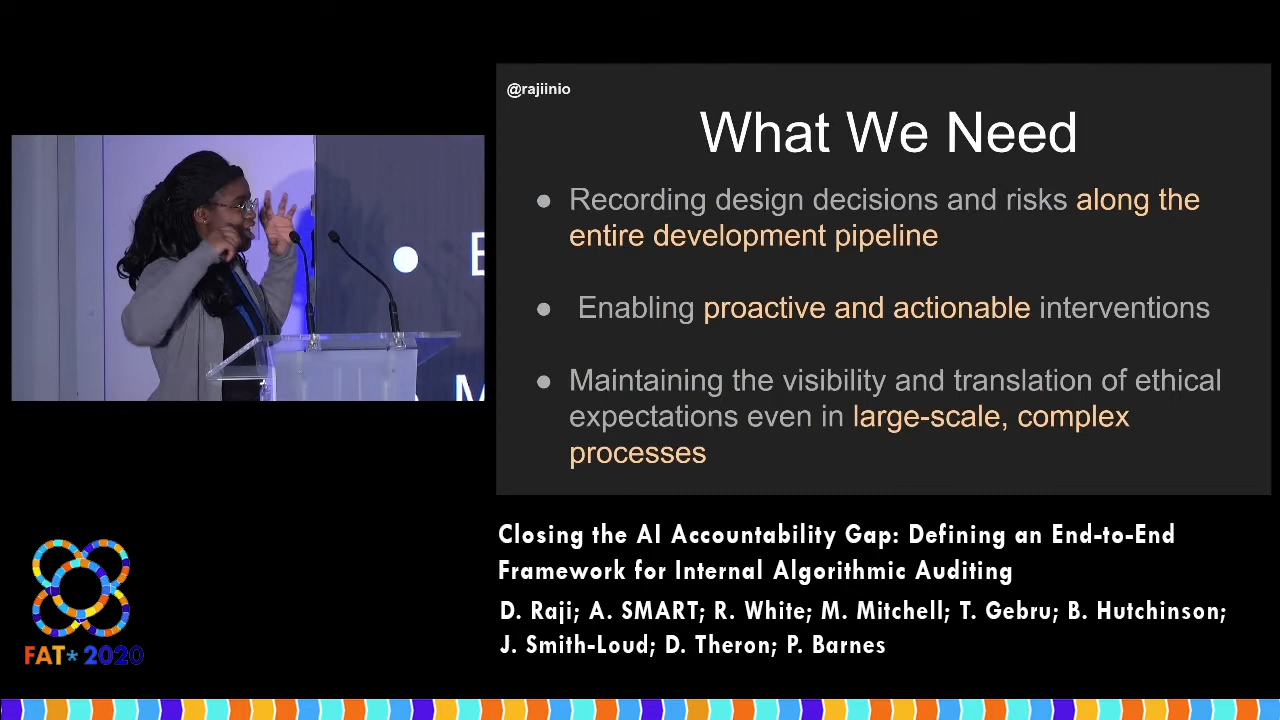 @rajiinio
What We Need
● Recording design decisions and risks along the
entire development pipeline
● Enabling proactive and actionable interventions
● Maintaining the visibility and translation of ethical
expectations even in large-scale, complex
processes
Closing the AI Accountability Gap: Defining an End-to-End
Framework for Internal Algorithmic Auditing
D. Raji; A. SMART; R. White; M. Mitchell; T. Gebru; B. Hutchinson;
J. Smith-Loud; D. Theron; P. Barnes
FAT* 2020